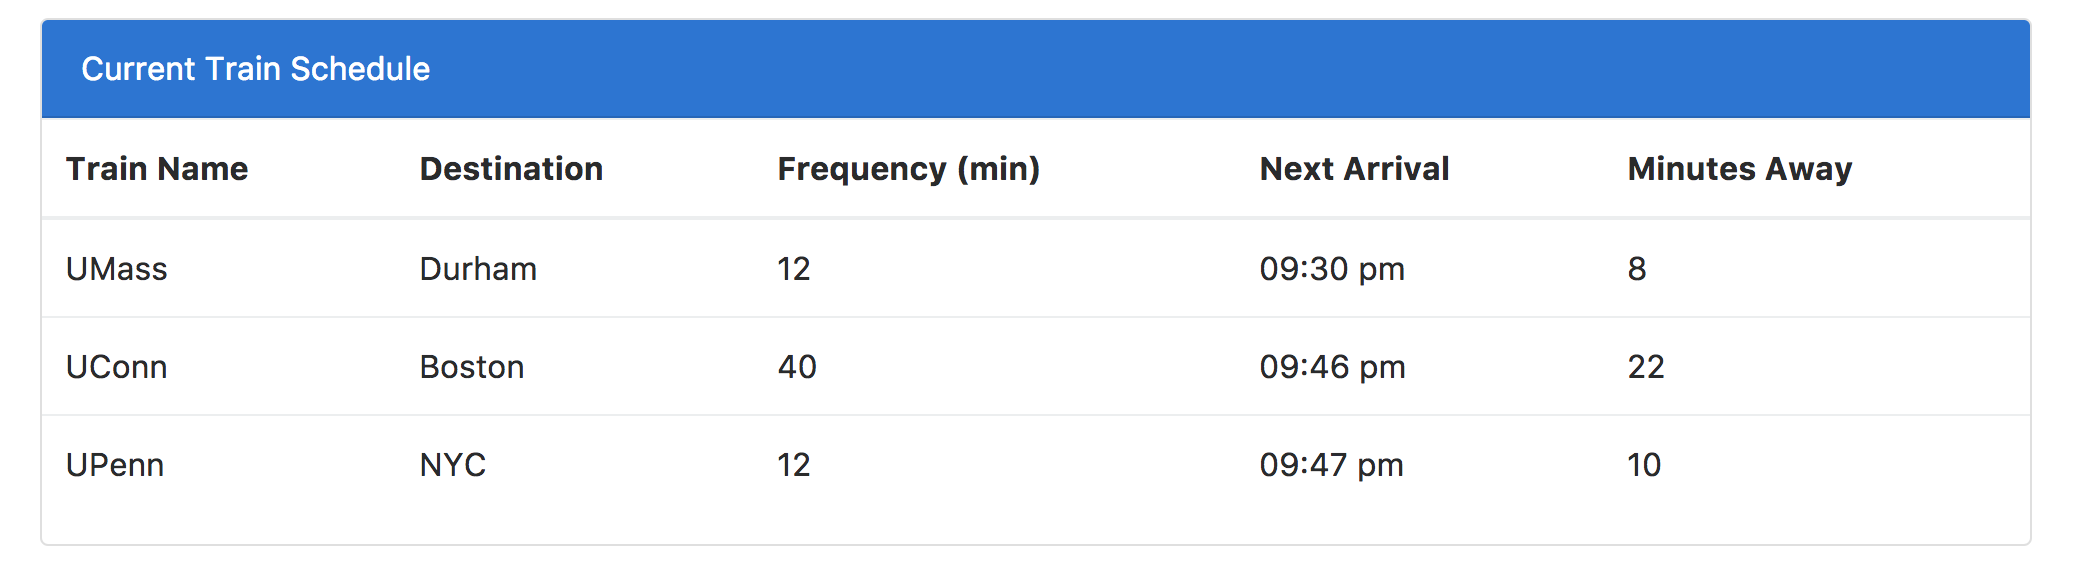 Current Train Schedule
Train Name Destination Frequency (min) Next Arrival Minutes Away
UMass Durham 12 09:30 pm 8
UConn Boston 40 09:46 pm 22
UPenn NYC 12 09:47 pm 10